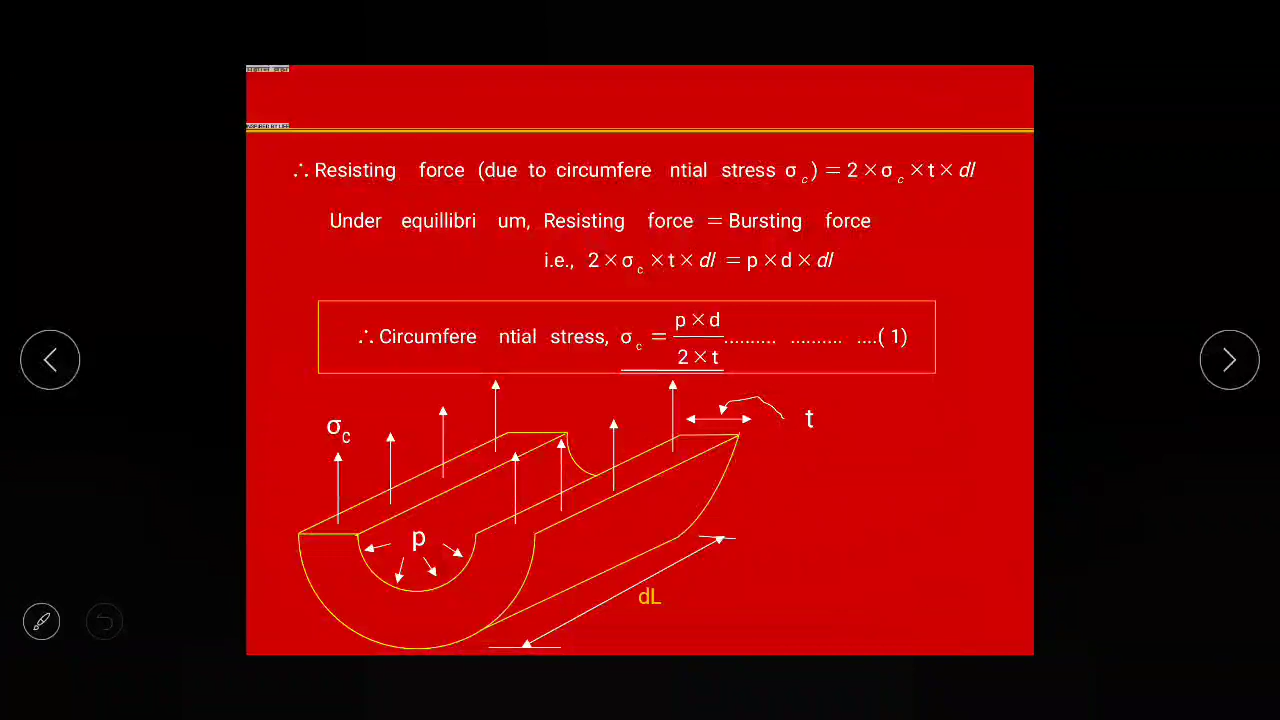 ∴ Resisting force (due to circumfere ntial stress σc) = 2×σc×t×dl
Under equillibri um, Resisting force = Bursting force
i.e., 2×σc×t×dl = p×d×dl
∴ Circumfere ntial stress, σc = p×d / 2×t .......... .......... ....( 1)
σc
t
p
dL